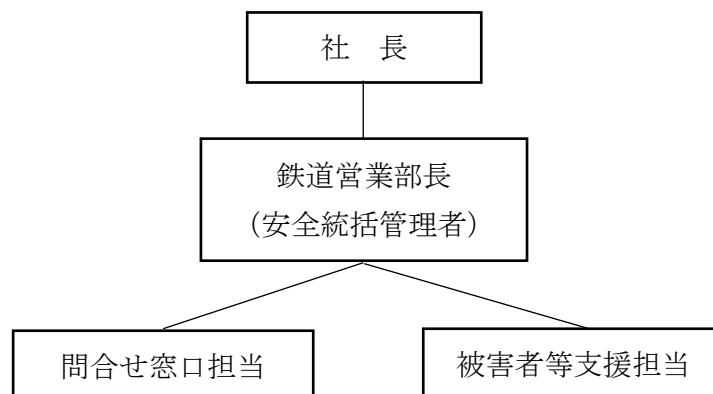 社　長
鉄道営業部長
（安全統括管理者）
問合せ窓口担当
被害者等支援担当